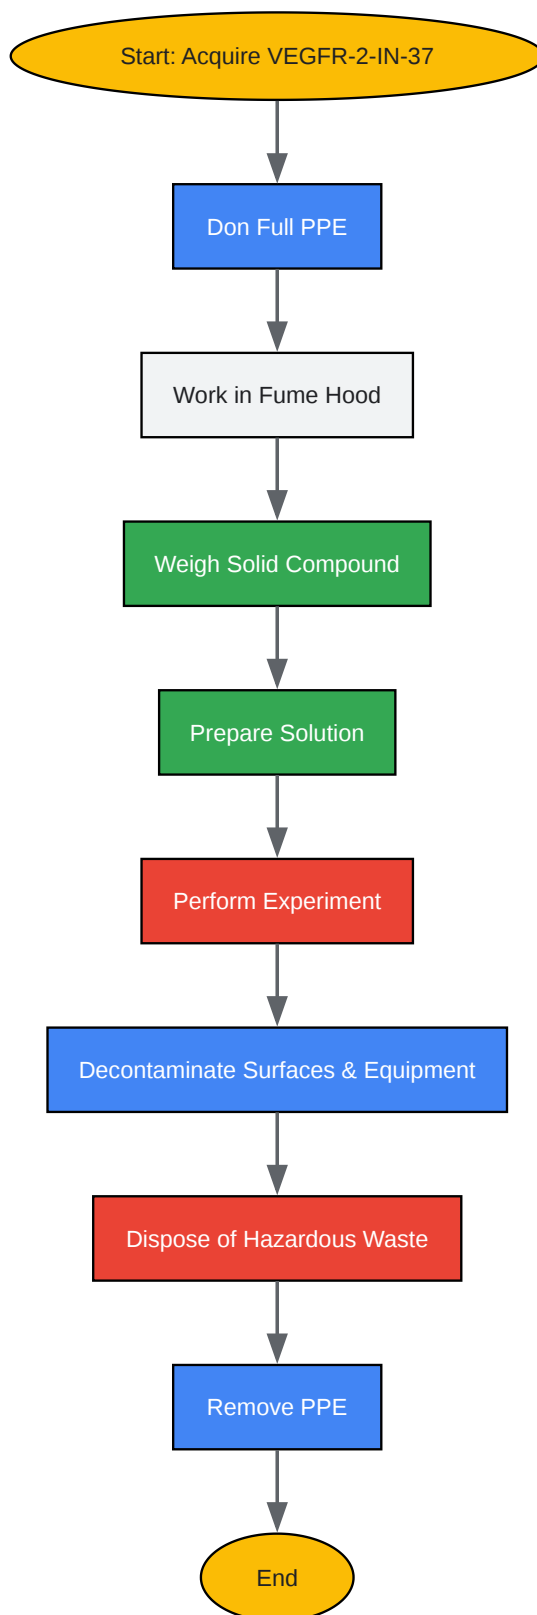 Start: Acquire VEGFR-2-IN-37
Don Full PPE
Work in Fume Hood
Weigh Solid Compound
Prepare Solution
Perform Experiment
Decontaminate Surfaces & Equipment
Dispose of Hazardous Waste
Remove PPE
End